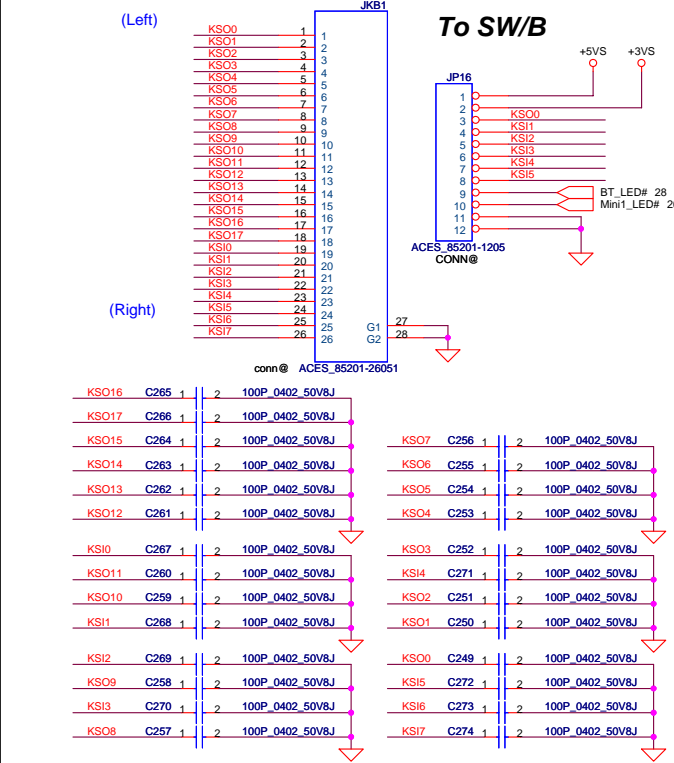 (Left)
JKB1
To SW/B
KSO0 1 1
KSO1 2 2
KSO2 3 3
KSO3 4 4
KSO4 5 5
KSO5 6 6
KSO6 7 7
KSO7 8 8
KSO8 9 9
KSO9 10 10
KSO10 11 11
KSO11 12 12
KSO12 13 13
KSO13 14 14
KSO14 15 15
KSO15 16 16
KSO16 17 17
KSO17 18 18
KSI0 19 19
KSI1 20 20
KSI2 21 21
KSI3 22 22
KSI4 23 23
KSI5 24 24
KSI6 25 25
KSI7 26 26
(Right)
G1 27
G2 28
conn@ ACES_85201-26051
+5VS +3VS
JP16
1
2
3 KSO0
4 KSI1
5 KSI2
6 KSI3
7 KSI4
8 KSI5
9 BT_LED# 28
10 Mini1_LED#
11
12
ACES_85201-1205
CONN@
KSO16 C265 1 2 100P_0402_50V8J
KSO17 C266 1 2 100P_0402_50V8J
KSO15 C264 1 2 100P_0402_50V8J
KSO14 C263 1 2 100P_0402_50V8J
KSO13 C262 1 2 100P_0402_50V8J
KSO12 C261 1 2 100P_0402_50V8J
KSI0 C267 1 2 100P_0402_50V8J
KSO11 C260 1 2 100P_0402_50V8J
KSO10 C259 1 2 100P_0402_50V8J
KSI1 C268 1 2 100P_0402_50V8J
KSI2 C269 1 2 100P_0402_50V8J
KSO9 C258 1 2 100P_0402_50V8J
KSI3 C270 1 2 100P_0402_50V8J
KSO8 C257 1 2 100P_0402_50V8J
KSO7 C256 1 2 100P_0402_50V8J
KSO6 C255 1 2 100P_0402_50V8J
KSO5 C254 1 2 100P_0402_50V8J
KSO4 C253 1 2 100P_0402_50V8J
KSO3 C252 1 2 100P_0402_50V8J
KSI4 C271 1 2 100P_0402_50V8J
KSO2 C251 1 2 100P_0402_50V8J
KSO1 C250 1 2 100P_0402_50V8J
KSO0 C249 1 2 100P_0402_50V8J
KSI5 C272 1 2 100P_0402_50V8J
KSI6 C273 1 2 100P_0402_50V8J
KSI7 C274 1 2 100P_0402_50V8J